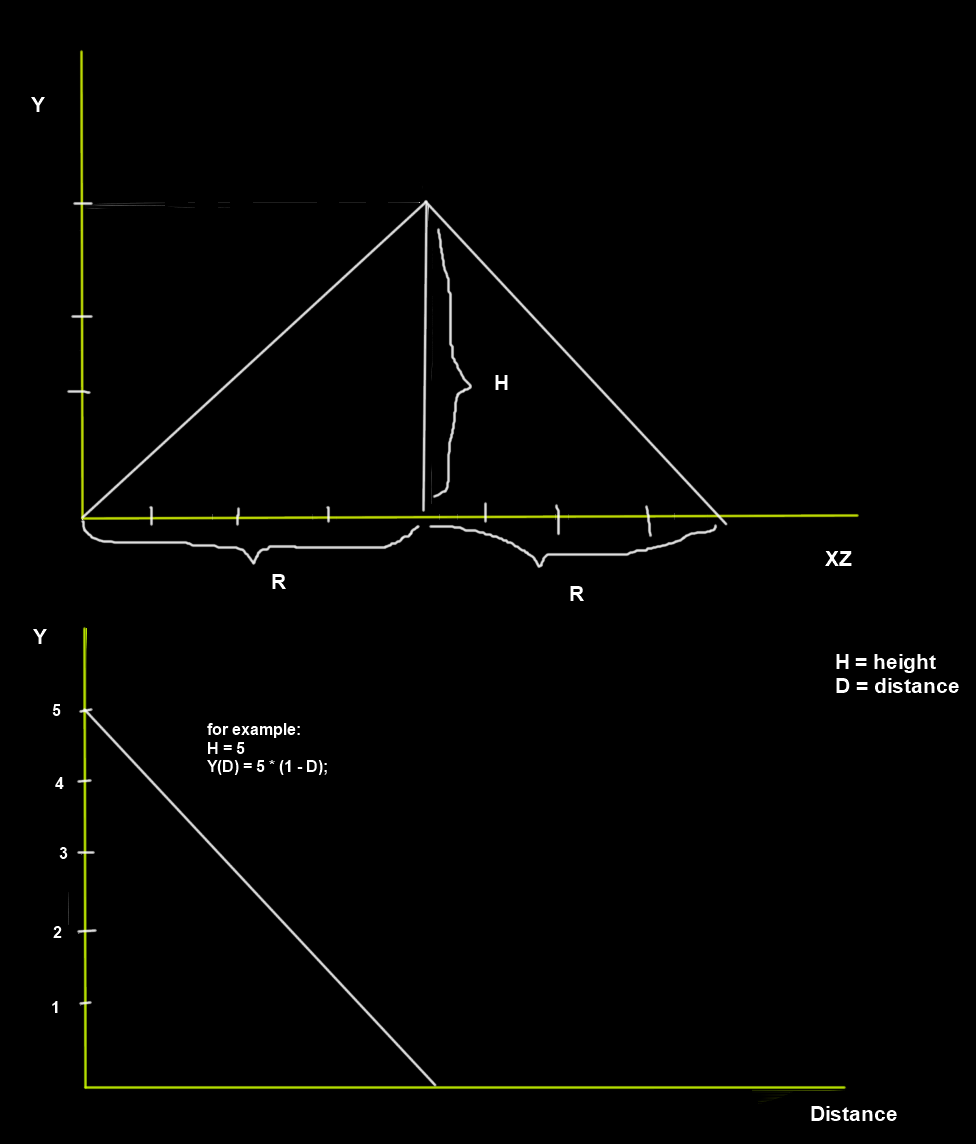 Y
H
XZ
R
R
Y
H = height
D = distance
5
for example:
H = 5
Y(D) = 5 * (1 - D);
4
3
2
1
Distance